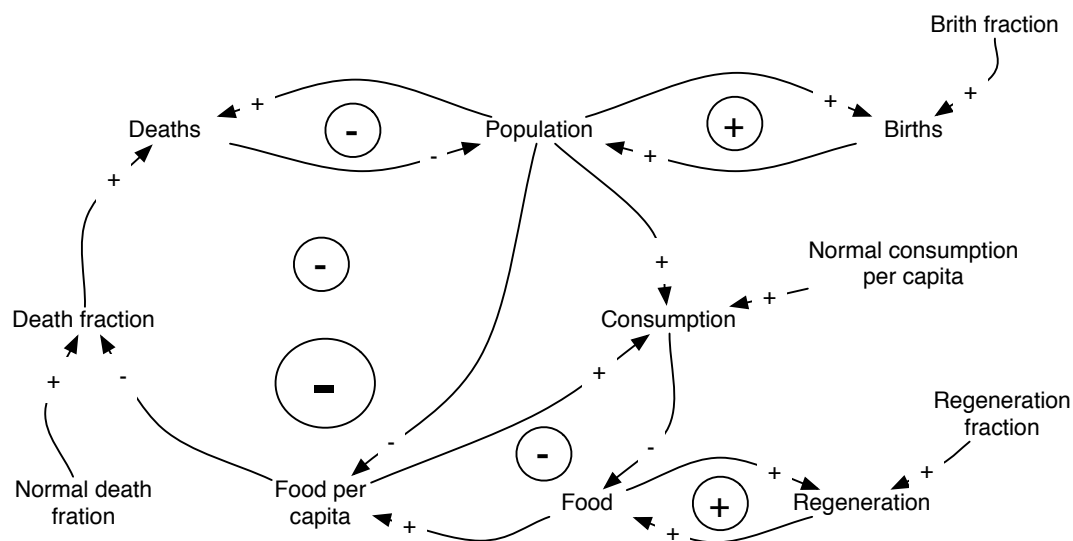 Brith fraction
+
+
+
Deaths
-
Population
+
Births
-
+
+
-
+
Normal consumption
per capita
+
Death fraction
Consumption
-
+
-
+
-
Regeneration
fraction
-
-
+
+
Normal death
fration
Food per
capita
Food
+
Regeneration
+
+